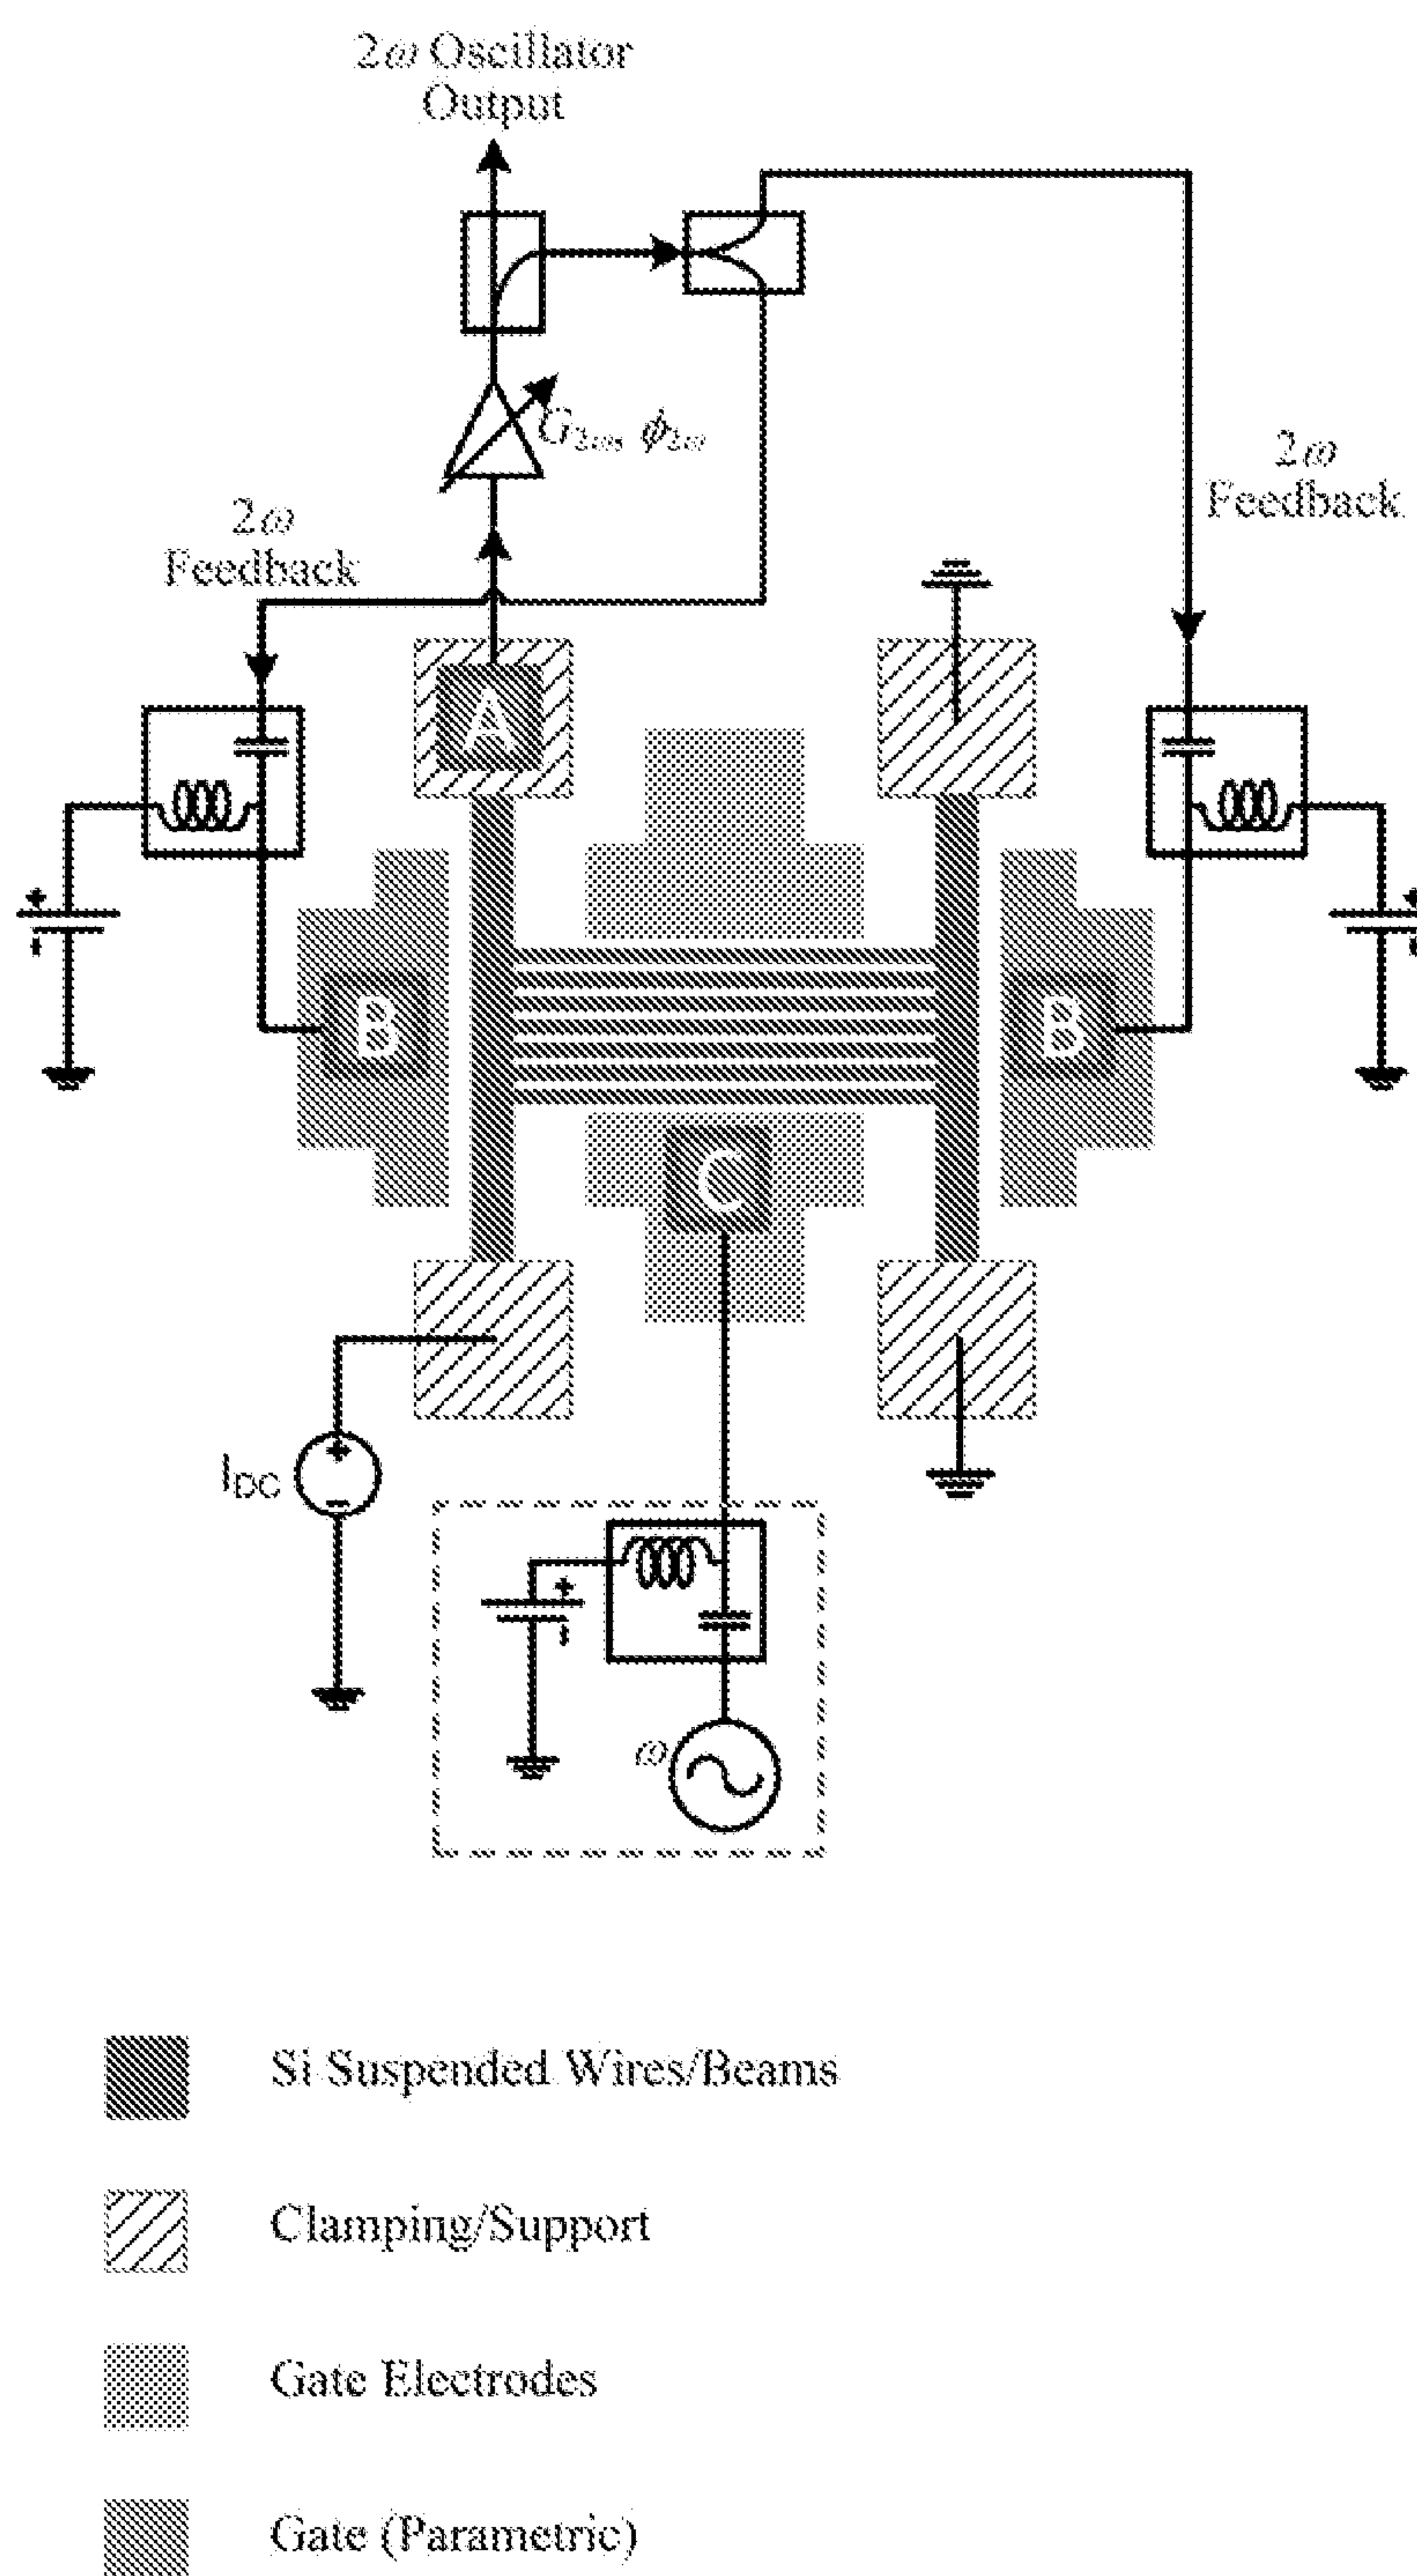 2ω Oscillator
Output
G2ω, ϕ2ω
2ω
Feedback
2ω
Feedback
A
B
B
C
IDC
ω
Si Suspended Wires/Beams
Clamping/Support
Gate Electrodes
Gate (Parametric)